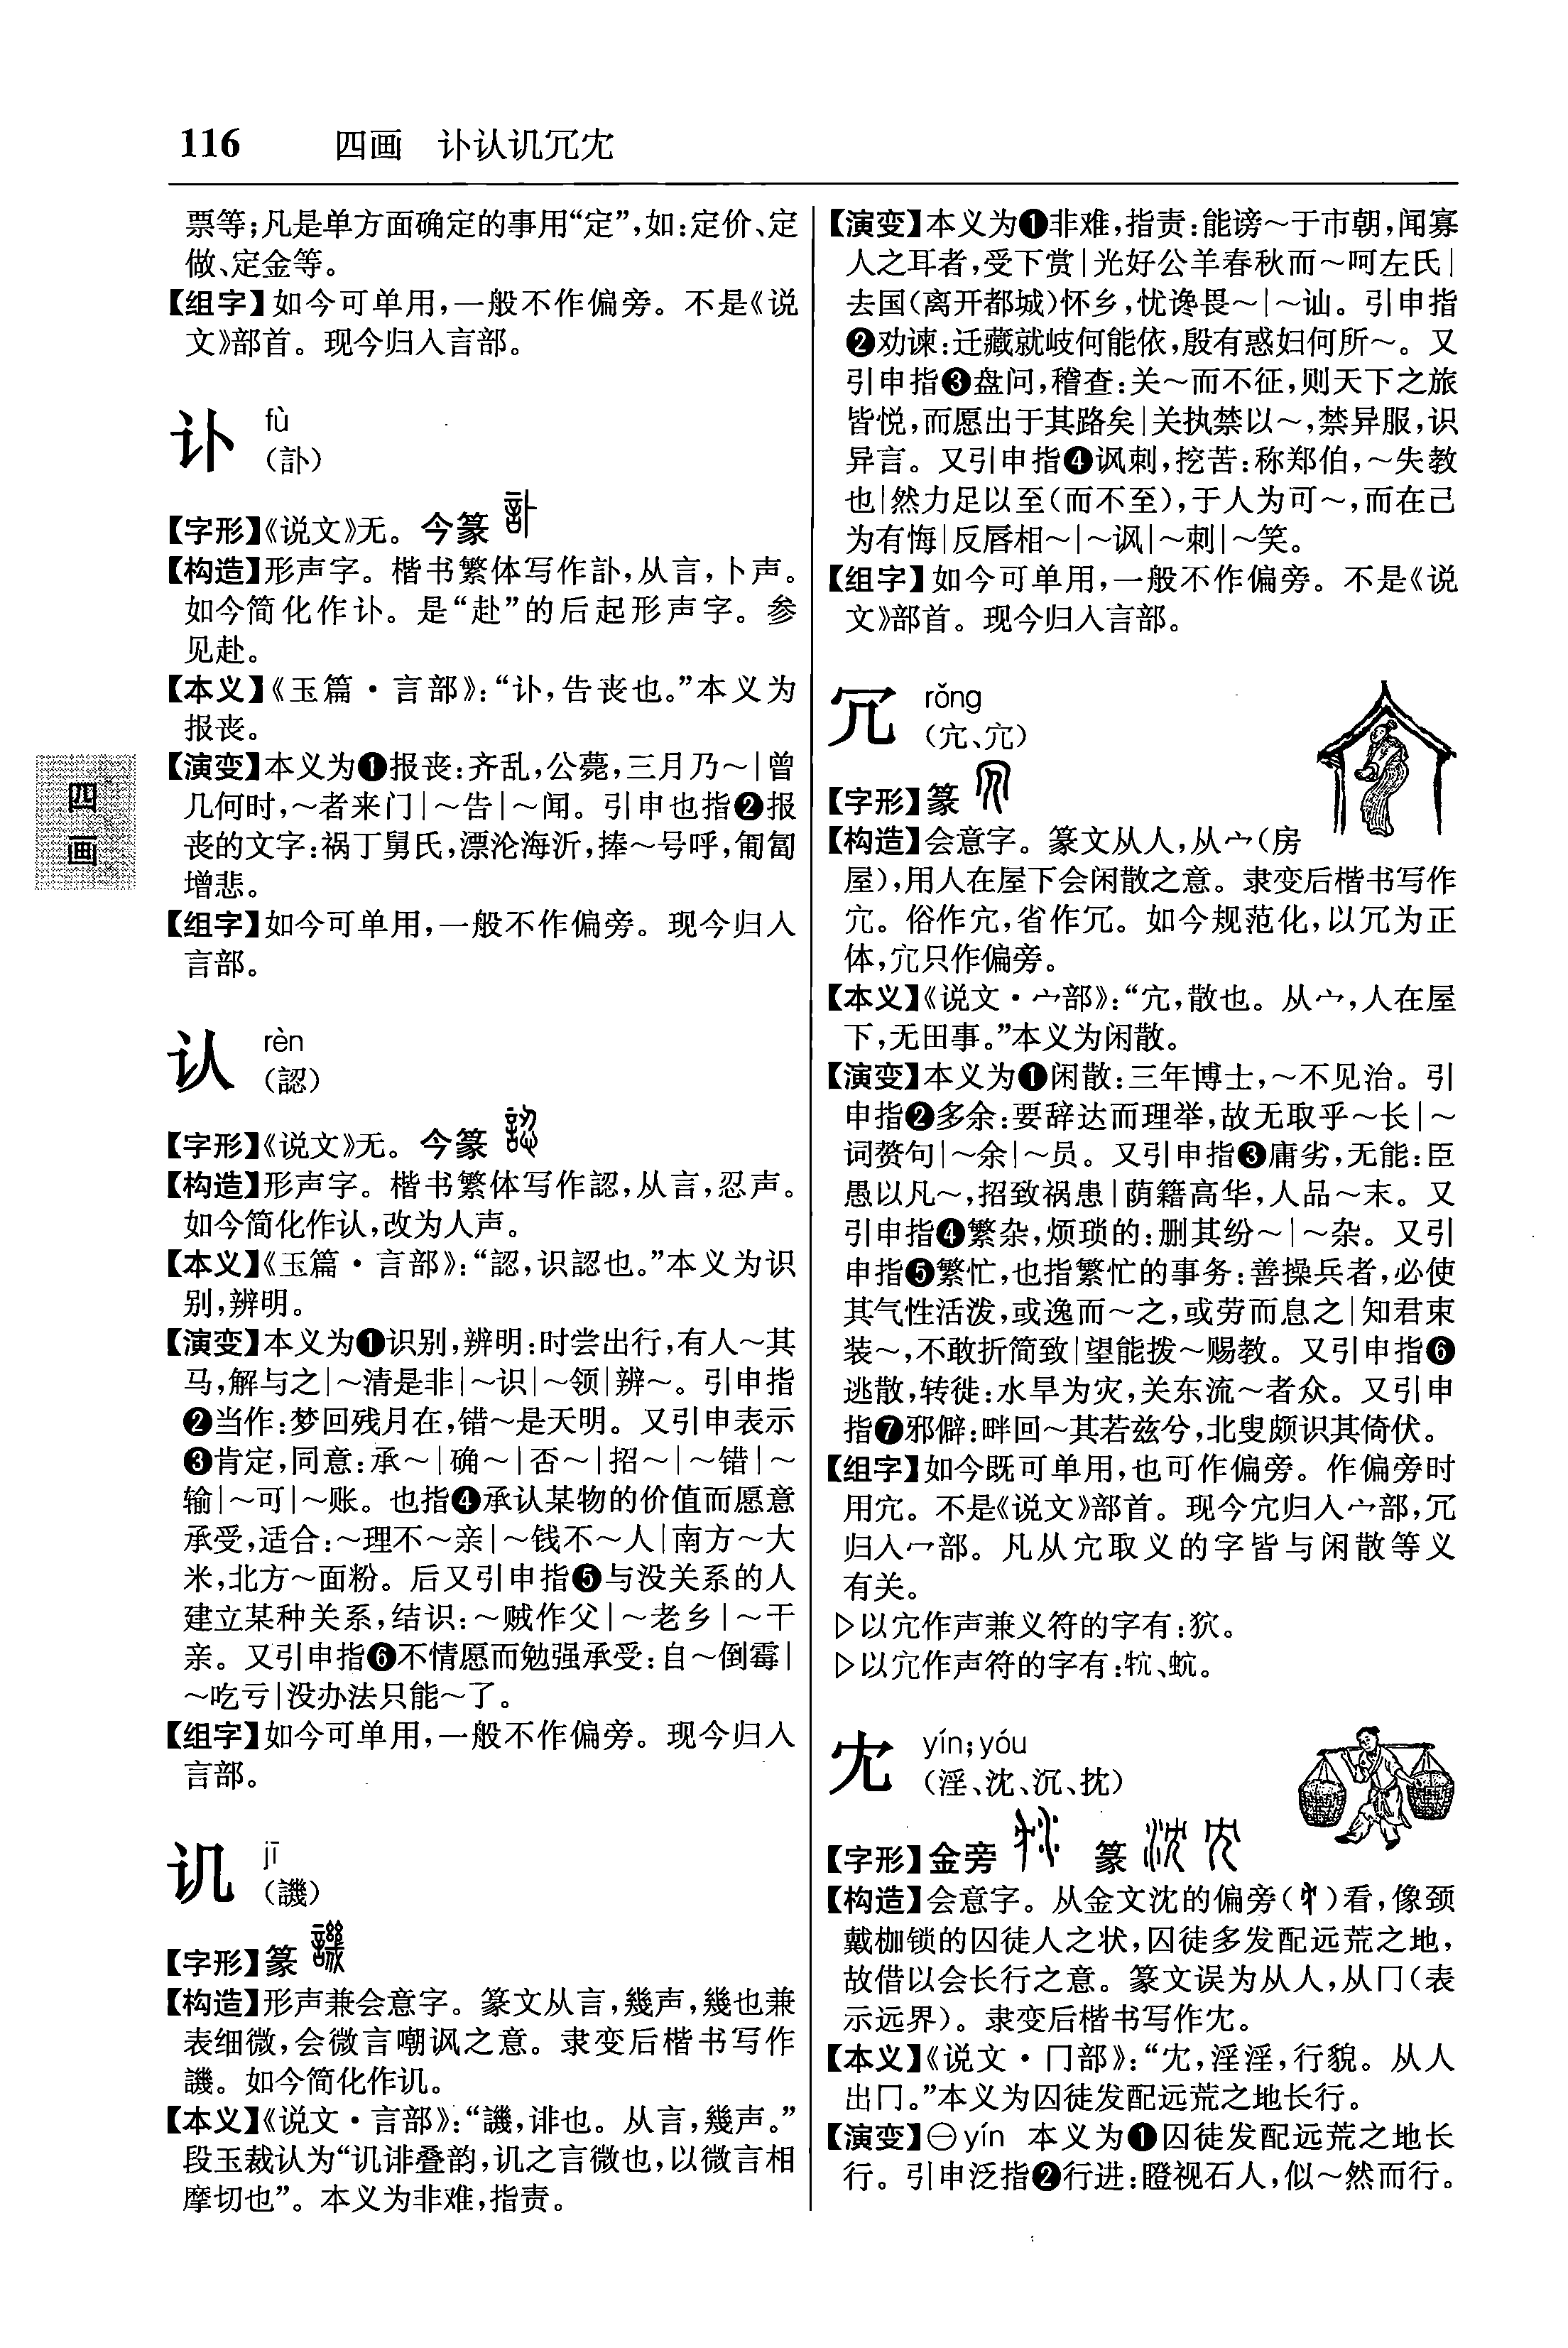 116 四画 讣认讥冗冘
票等;凡是单方面确定的事用“定”,如:定价、定
做、定金等。
【组字】如今可单用,一般不作偏旁。不是《说
文》部首。现今归入言部。
讣 fù
(訃)
【字形】《说文》无。今篆
【构造】形声字。楷书繁体写作訃,从言,卜声。
如今简化作讣。是“赴”的后起形声字。参
见赴。
【本义】《玉篇·言部》:“讣,告丧也。”本义为
报丧。
【演变】本义为❶报丧:齐乱,公薨,三月乃～|曾
几何时,～者来门|～告|～闻。引申也指❷报
丧的文字:祸丁舅氏,漂沦海沂,捧～号呼,匍匐
增悲。
【组字】如今可单用,一般不作偏旁。现今归入
言部。
认 rèn
(認)
【字形】《说文》无。今篆
【构造】形声字。楷书繁体写作認,从言,忍声。
如今简化作认,改为人声。
【本义】《玉篇·言部》:“認,识認也。”本义为识
别,辨明。
【演变】本义为❶识别,辨明:时尝出行,有人～其
马,解与之|～清是非|～识|～领|辨～。引申指
❷当作:梦回残月在,错～是天明。又引申表示
❸肯定,同意:承～|确～|否～|招～|～错|～
输|～可|～账。也指❹承认某物的价值而愿意
承受,适合:～理不～亲|～钱不～人|南方～大
米,北方～面粉。后又引申指❺与没关系的人
建立某种关系,结识:～贼作父|～老乡|～干
亲。又引申指❻不情愿而勉强承受:自～倒霉|
～吃亏|没办法只能～了。
【组字】如今可单用,一般不作偏旁。现今归入
言部。
讥 jī
(譏)
【字形】篆
【构造】形声兼会意字。篆文从言,幾声,幾也兼
表细微,会微言嘲讽之意。隶变后楷书写作
譏。如今简化作讥。
【本义】《说文·言部》:“譏,诽也。从言,幾声。”
段玉裁认为“讥诽叠韵,讥之言微也,以微言相
摩切也”。本义为非难,指责。
四
画
【演变】本义为❶非难,指责:能谤～于市朝,闻寡
人之耳者,受下赏|光好公羊春秋而～呵左氏|
去国(离开都城)怀乡,忧谗畏～|～讪。引申指
❷劝谏:迁藏就岐何能依,殷有惑妇何所～。又
引申指❸盘问,稽查:关～而不征,则天下之旅
皆悦,而愿出于其路矣|关执禁以～,禁异服,识
异言。又引申指❹讽刺,挖苦:称郑伯,～失教
也|然力足以至(而不至),于人为可～,而在己
为有悔|反唇相～|～讽|～刺|～笑。
【组字】如今可单用,一般不作偏旁。不是《说
文》部首。现今归入言部。
冗 rǒng
(宂、穴)
【字形】篆
【构造】会意字。篆文从人,从宀(房
屋),用人在屋下会闲散之意。隶变后楷书写作
宂。俗作宂,省作冗。如今规范化,以冗为正
体,宂只作偏旁。
【本义】《说文·宀部》:“宂,散也。从宀,人在屋
下,无田事。”本义为闲散。
【演变】本义为❶闲散:三年博士,～不见治。引
申指❷多余:要辞达而理举,故无取乎～长|～
词赘句|～余|～员。又引申指❸庸劣,无能:臣
愚以凡～,招致祸患|荫籍高华,人品～末。又
引申指❹繁杂,烦琐的:删其纷～|～杂。又引
申指❺繁忙,也指繁忙的事务:善操兵者,必使
其气性活泼,或逸而～之,或劳而息之|知君束
装～,不敢折简致|望能拨～赐教。又引申指❻
逃散,转徙:水旱为灾,关东流～者众。又引申
指❼邪僻:畔回～其若兹兮,北叟颇识其倚伏。
【组字】如今既可单用,也可作偏旁。作偏旁时
用宂。不是《说文》部首。现今宂归入宀部,冗
归入冖部。凡从宂取义的字皆与闲散等义
有关。
▷以宂作声兼义符的字有:狖。
▷以宂作声符的字有:
冘 yín;yóu
(淫、沈、沉、枕)
【字形】金旁 篆
【构造】会意字。从金文沈的偏旁( )看,像颈
戴枷锁的囚徒人之状,囚徒多发配远荒之地,
故借以会长行之意。篆文误为从人,从冂(表
示远界)。隶变后楷书写作冘。
【本义】《说文·冂部》:“冘,淫淫,行貌。从人
出冂。”本义为囚徒发配远荒之地长行。
【演变】㊀yín 本义为❶囚徒发配远荒之地长
行。引申泛指❷行进:瞪视石人,似～然而行。